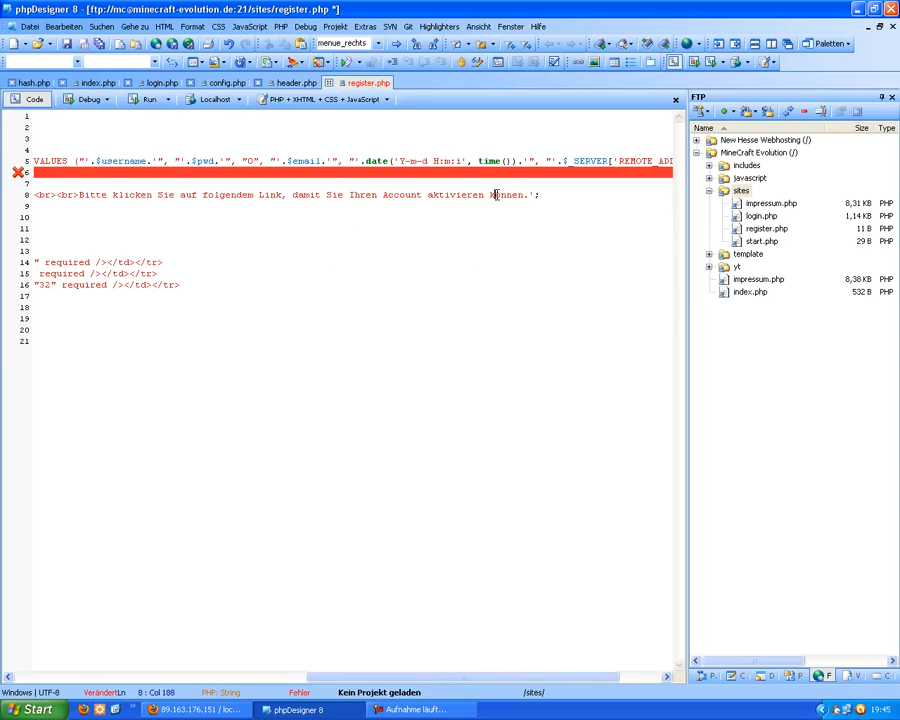 phpDesigner 8 - [ftp://mc@minecraft-evolution.de:21/sites/register.php *]
Datei Bearbeiten Suchen Gehe zu HTML Format CSS JavaScript PHP Debug Projekt Extras SVN Git Highlighters Ansicht Fenster Hilfe
menue_rechts Paletten
hash.php index.php login.php config.php header.php register.php
Code Debug Run Localhost PHP + XHTML + CSS + JavaScript
FTP
Name Size Type
New Hesse Webhosting (/)
MineCraft Evolution (/)
includes
javascript
sites
impressum.php 8,31 KB PHP
login.php 1,14 KB PHP
register.php 11 B PHP
start.php 29 B PHP
template
yt
impressum.php 8,38 KB PHP
index.php 532 B PHP
1
2
3
4
5 VALUES ("'.$username.'", "'.$pwd.'", "0", "'.$email.'", "'.date('Y-m-d H:m:i', time()).'", "'.$_SERVER['REMOTE_ADD
6
7
8 <br><br>Bitte klicken Sie auf folgendem Link, damit Sie Ihren Account aktivieren können.';
9
10
11
12
13
14 " required /></td></tr>
15 required /></td></tr>
16 "32" required /></td></tr>
17
18
19
20
21
Windows | UTF-8 Verändert Ln 8 : Col 188 PHP: String Fehler Kein Projekt geladen /sites/
Start 89.163.176.151 / loc... phpDesigner 8 Aufnahme läuft... 19:45